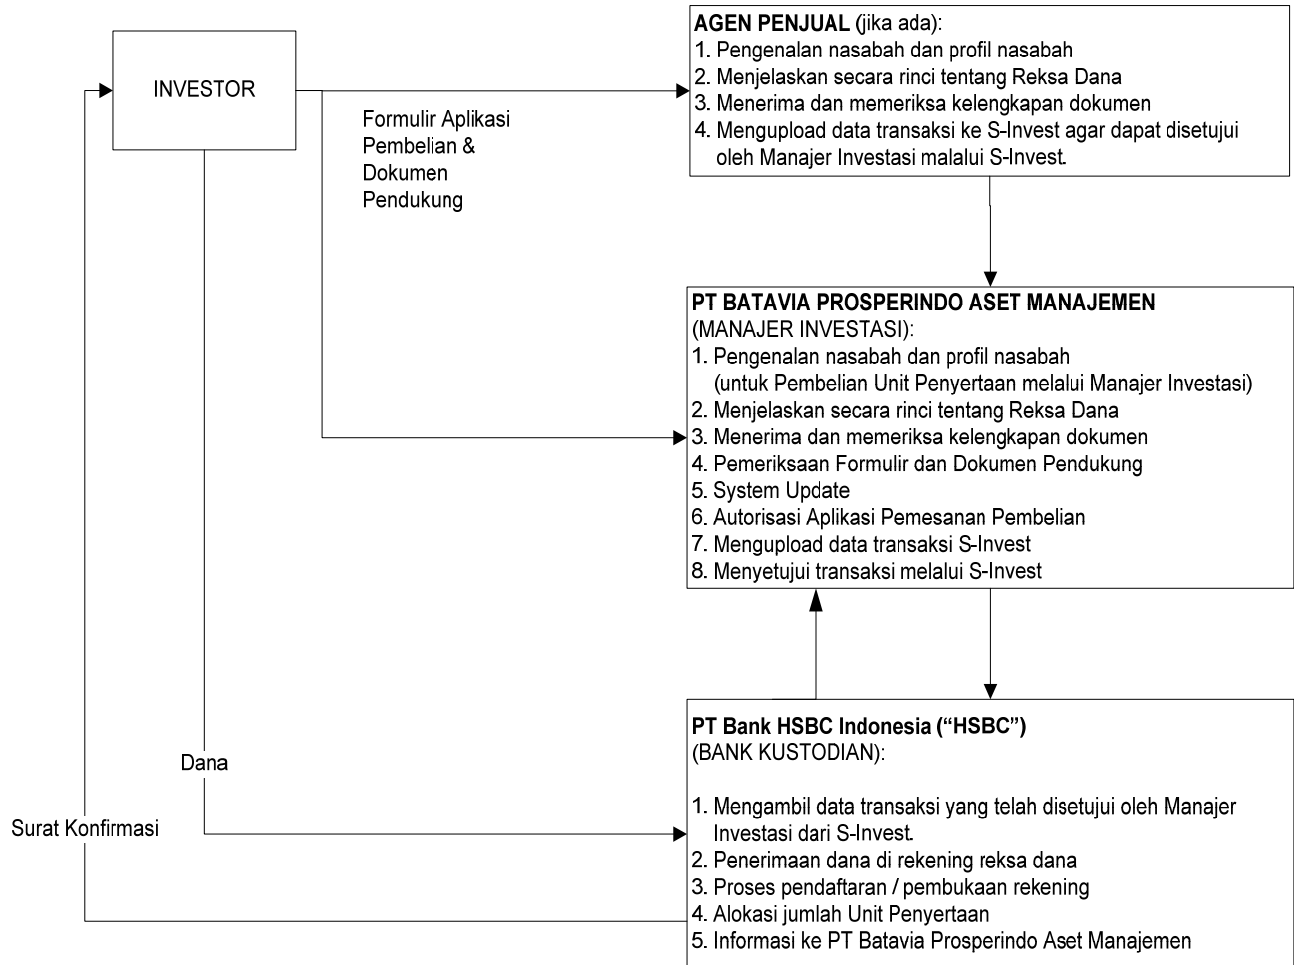 AGEN PENJUAL (jika ada):
1. Pengenalan nasabah dan profil nasabah
2. Menjelaskan secara rinci tentang Reksa Dana
3. Menerima dan memeriksa kelengkapan dokumen
4. Mengupload data transaksi ke S-Invest agar dapat disetujui
oleh Manajer Investasi malalui S-Invest.
INVESTOR
Formulir Aplikasi
Pembelian &
Dokumen
Pendukung
PT BATAVIA PROSPERINDO ASET MANAJEMEN
(MANAJER INVESTASI):
1. Pengenalan nasabah dan profil nasabah
(untuk Pembelian Unit Penyertaan melalui Manajer Investasi)
2. Menjelaskan secara rinci tentang Reksa Dana
3. Menerima dan memeriksa kelengkapan dokumen
4. Pemeriksaan Formulir dan Dokumen Pendukung
5. System Update
6. Autorisasi Aplikasi Pemesanan Pembelian
7. Mengupload data transaksi S-Invest
8. Menyetujui transaksi melalui S-Invest
Dana
Surat Konfirmasi
PT Bank HSBC Indonesia (“HSBC”)
(BANK KUSTODIAN):
1. Mengambil data transaksi yang telah disetujui oleh Manajer
Investasi dari S-Invest.
2. Penerimaan dana di rekening reksa dana
3. Proses pendaftaran / pembukaan rekening
4. Alokasi jumlah Unit Penyertaan
5. Informasi ke PT Batavia Prosperindo Aset Manajemen